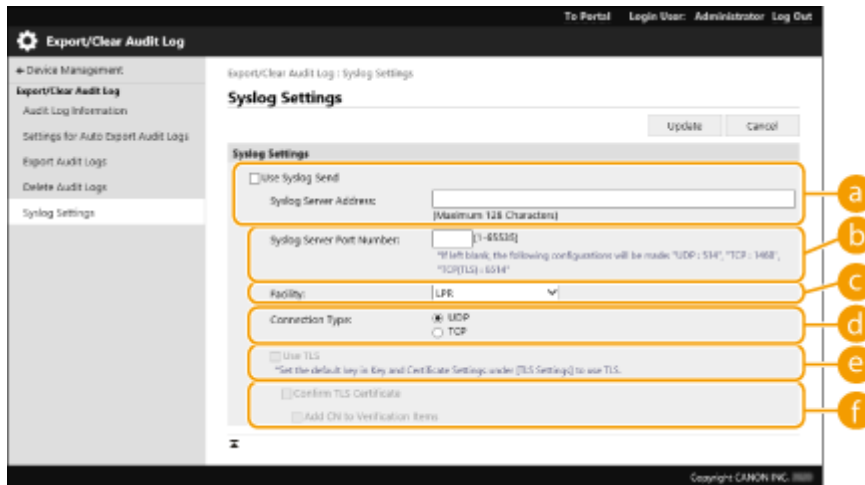 To Portal Login User: Administrator Log Out
Export/Clear Audit Log
Device Management
Export/Clear Audit Log : Syslog Settings
Export/Clear Audit Log
Syslog Settings
Audit Log Information
Update Cancel
Settings for Auto Export Audit Logs
Export Audit Logs
Delete Audit Logs
Syslog Settings
Syslog Settings
Use Syslog Send
Syslog Server Address:
(Maximum 128 Characters)
a
Syslog Server Port Number: (1-65535)
*If left blank, the following configurations will be made: "UDP : 514", "TCP : 1468",
"TCP(TLS) : 6514"
b
Facility: LPR
c
Connection Type: UDP
TCP
d
Use TLS
*Set the default key in Key and Certificate Settings under [TLS Settings] to use TLS.
e
Confirm TLS Certificate
Add CN to Verification Items
f
Copyright CANON INC.